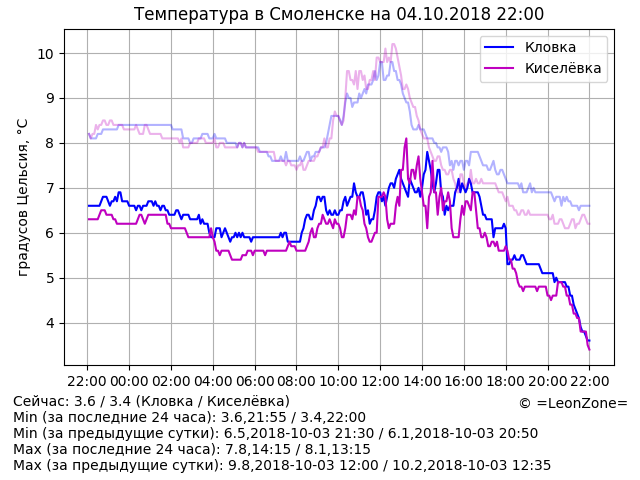 Температура в Смоленске на 04.10.2018 22:00
Кловка
Киселёвка
градусов Цельсия, °C
10
9
8
7
6
5
4
22:00 00:00 02:00 04:00 06:00 08:00 10:00 12:00 14:00 16:00 18:00 20:00 22:00
Сейчас: 3.6 / 3.4 (Кловка / Киселёвка)
© =LeonZone=
Min (за последние 24 часа): 3.6,21:55 / 3.4,22:00
Min (за предыдущие сутки): 6.5,2018-10-03 21:30 / 6.1,2018-10-03 20:50
Max (за последние 24 часа): 7.8,14:15 / 8.1,13:15
Max (за предыдущие сутки): 9.8,2018-10-03 12:00 / 10.2,2018-10-03 12:35